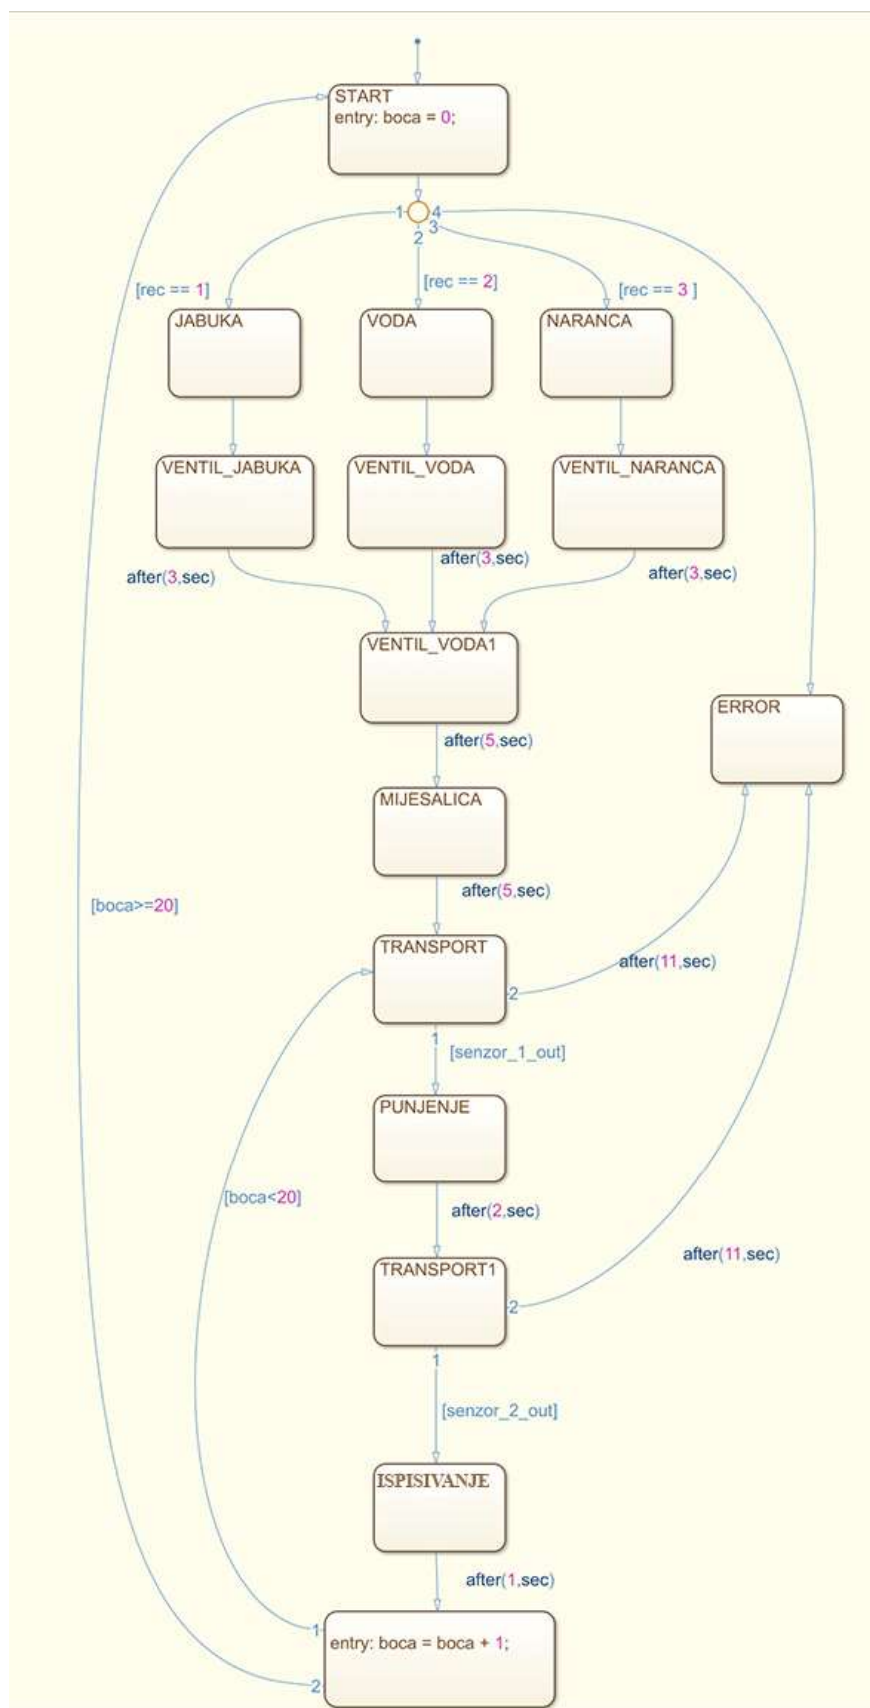 START
entry: boca = 0;
1
4
3
2
[rec == 1]
[rec == 2]
[rec == 3 ]
JABUKA
VODA
NARANCA
VENTIL_JABUKA
VENTIL_VODA
VENTIL_NARANCA
after(3,sec)
after(3,sec)
after(3,sec)
VENTIL_VODA1
ERROR
after(5,sec)
MIJESALICA
after(5,sec)
[boca>=20]
TRANSPORT
after(11,sec)
2
1
[senzor_1_out]
PUNJENJE
[boca<20]
after(2,sec)
after(11,sec)
TRANSPORT1
2
1
[senzor_2_out]
ISPISIVANJE
after(1,sec)
1
entry: boca = boca + 1;
2